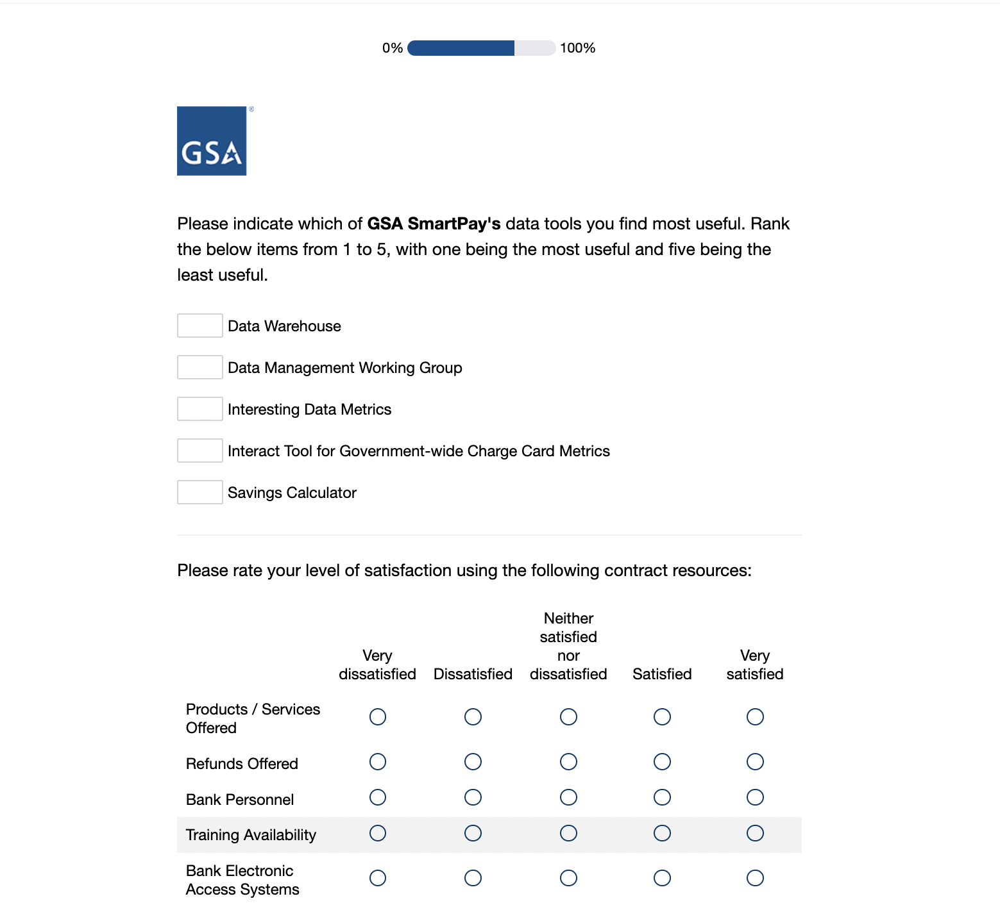 0% 100%
GSA®
Please indicate which of GSA SmartPay's data tools you find most useful. Rank
the below items from 1 to 5, with one being the most useful and five being the
least useful.
Data Warehouse
Data Management Working Group
Interesting Data Metrics
Interact Tool for Government-wide Charge Card Metrics
Savings Calculator
Please rate your level of satisfaction using the following contract resources:
Very
dissatisfied
Dissatisfied
Neither
satisfied
nor
dissatisfied
Satisfied
Very
satisfied
Products / Services
Offered
Refunds Offered
Bank Personnel
Training Availability
Bank Electronic
Access Systems